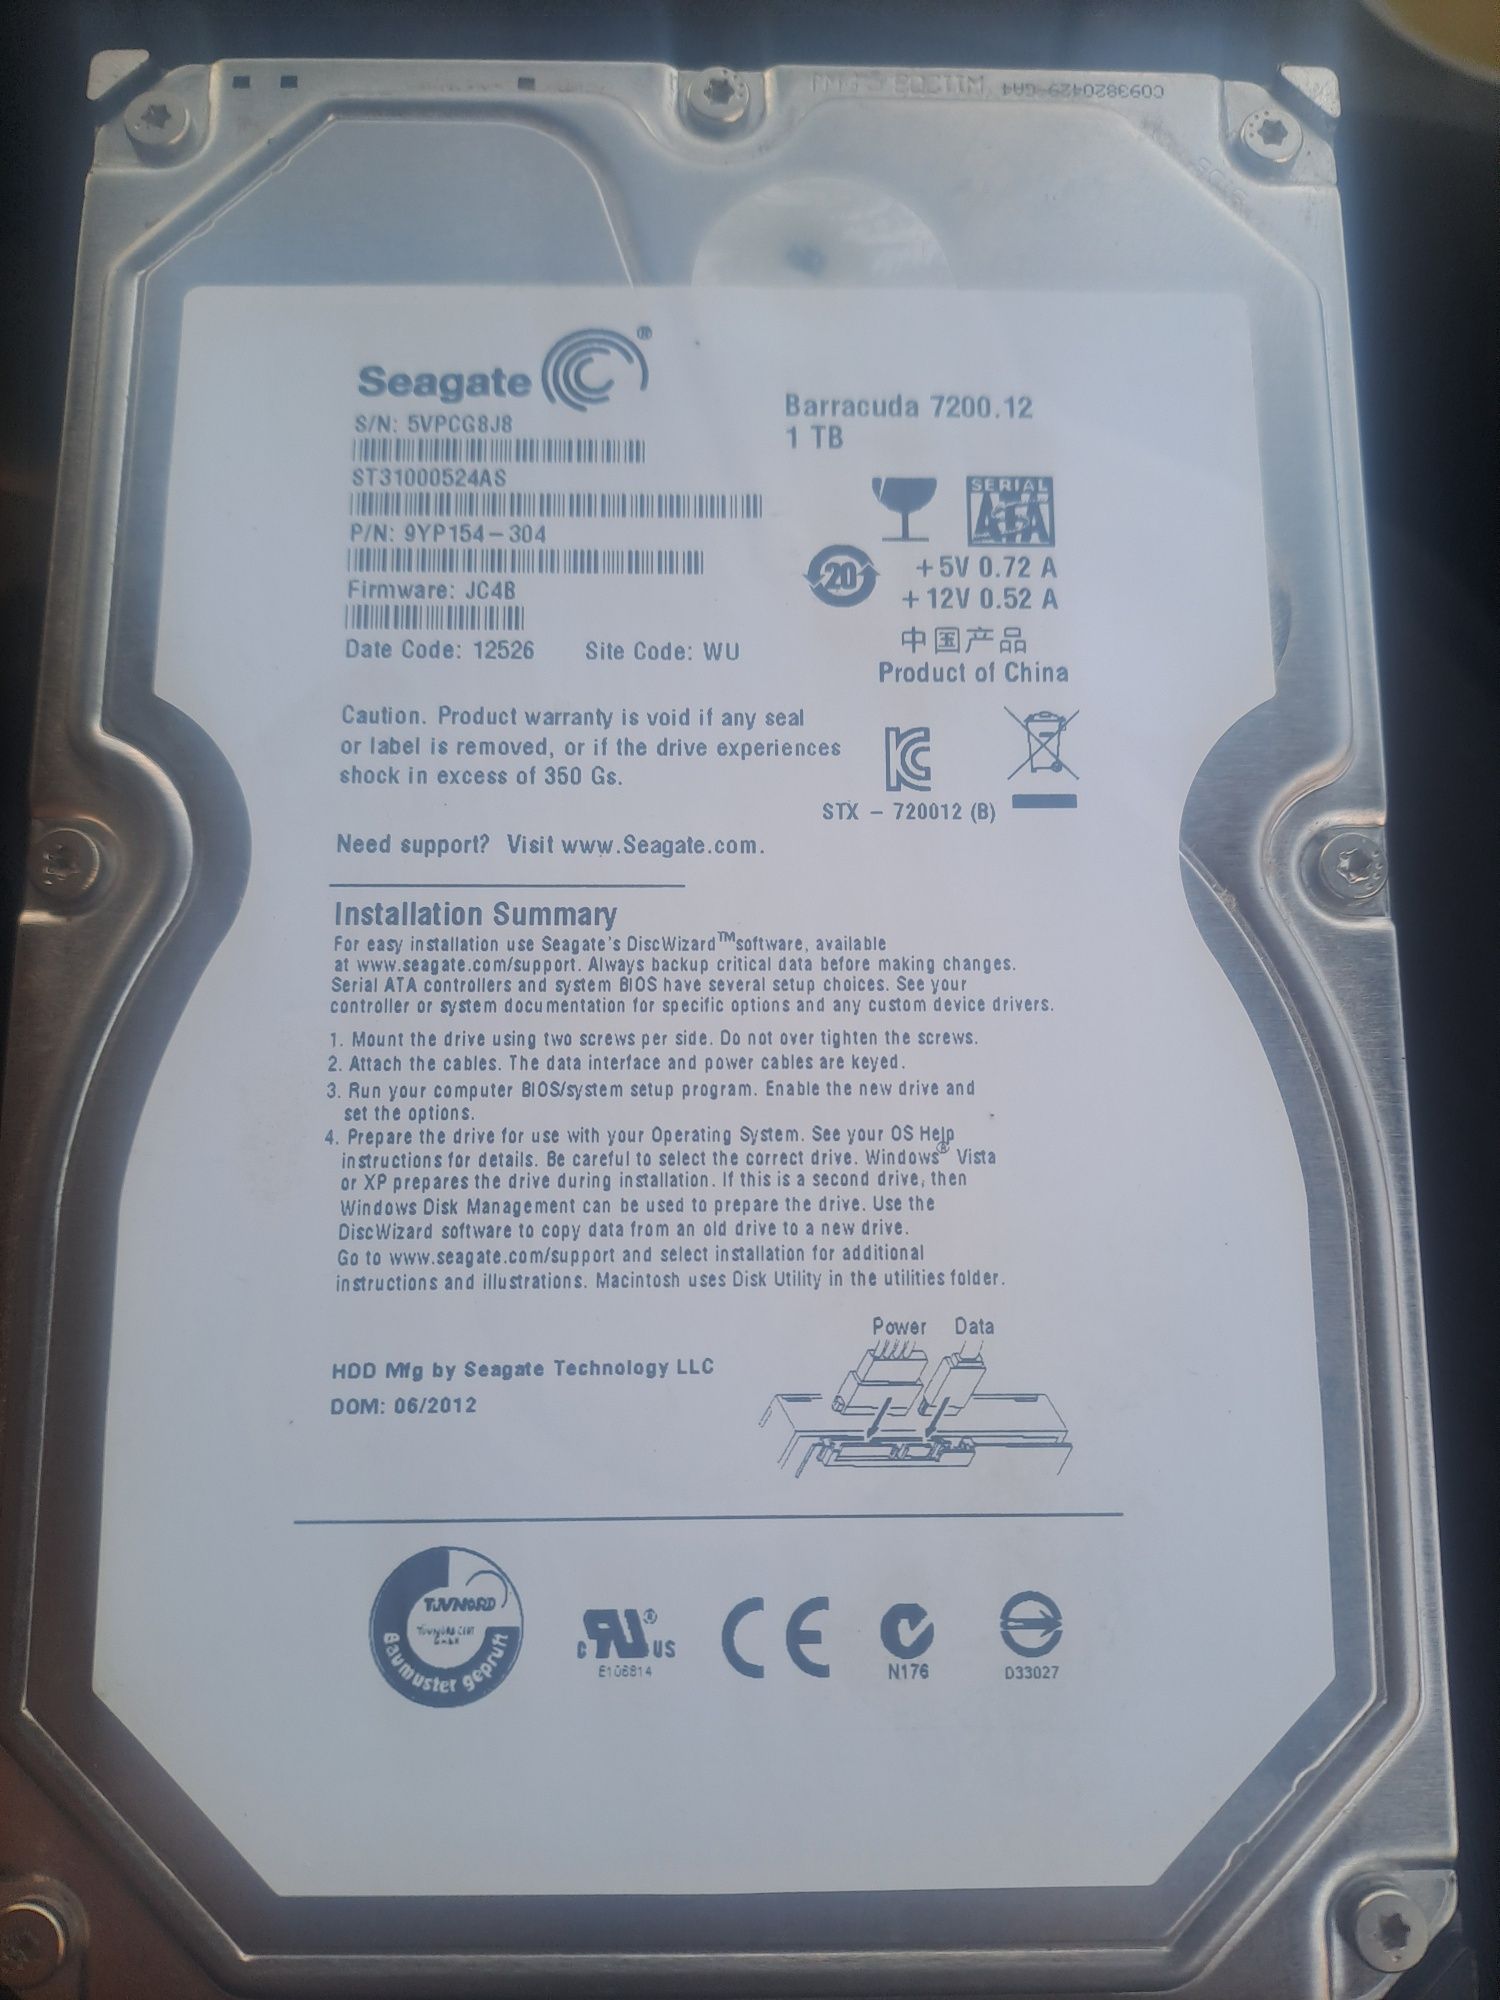 C093820429-GA4
Seagate®
S/N: 5VPCG8J8
ST31000524AS
P/N: 9YP154-304
Firmware: JC4B
Date Code: 12526 Site Code: WU
Barracuda 7200.12
1 TB
SERIAL
ATA
20
+5V 0.72 A
+12V 0.52 A
中国产品
Product of China
Caution. Product warranty is void if any seal
or label is removed, or if the drive experiences
shock in excess of 350 Gs.
STX - 720012 (B)
Need support? Visit www.Seagate.com.
Installation Summary
For easy installation use Seagate's DiscWizard™software, available
at www.seagate.com/support. Always backup critical data before making changes.
Serial ATA controllers and system BIOS have several setup choices. See your
controller or system documentation for specific options and any custom device drivers.
1. Mount the drive using two screws per side. Do not over tighten the screws.
2. Attach the cables. The data interface and power cables are keyed.
3. Run your computer BIOS/system setup program. Enable the new drive and
set the options.
4. Prepare the drive for use with your Operating System. See your OS Help
instructions for details. Be careful to select the correct drive. Windows® Vista
or XP prepares the drive during installation. If this is a second drive, then
Windows Disk Management can be used to prepare the drive. Use the
DiscWizard software to copy data from an old drive to a new drive.
Go to www.seagate.com/support and select installation for additional
instructions and illustrations. Macintosh uses Disk Utility in the utilities folder.
Power Data
HDD Mfg by Seagate Technology LLC
DOM: 06/2012
TÜVNORD
Baumuster geprüft
C UL® US
E106814
CE
N176
D33027